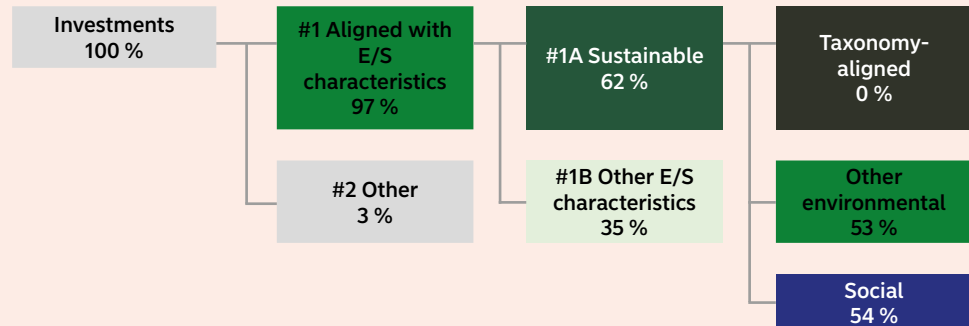 Investments
100 %
#1 Aligned with
E/S
characteristics
97 %
#1A Sustainable
62 %
Taxonomy-
aligned
0 %
#2 Other
3 %
#1B Other E/S
characteristics
35 %
Other
environmental
53 %
Social
54 %